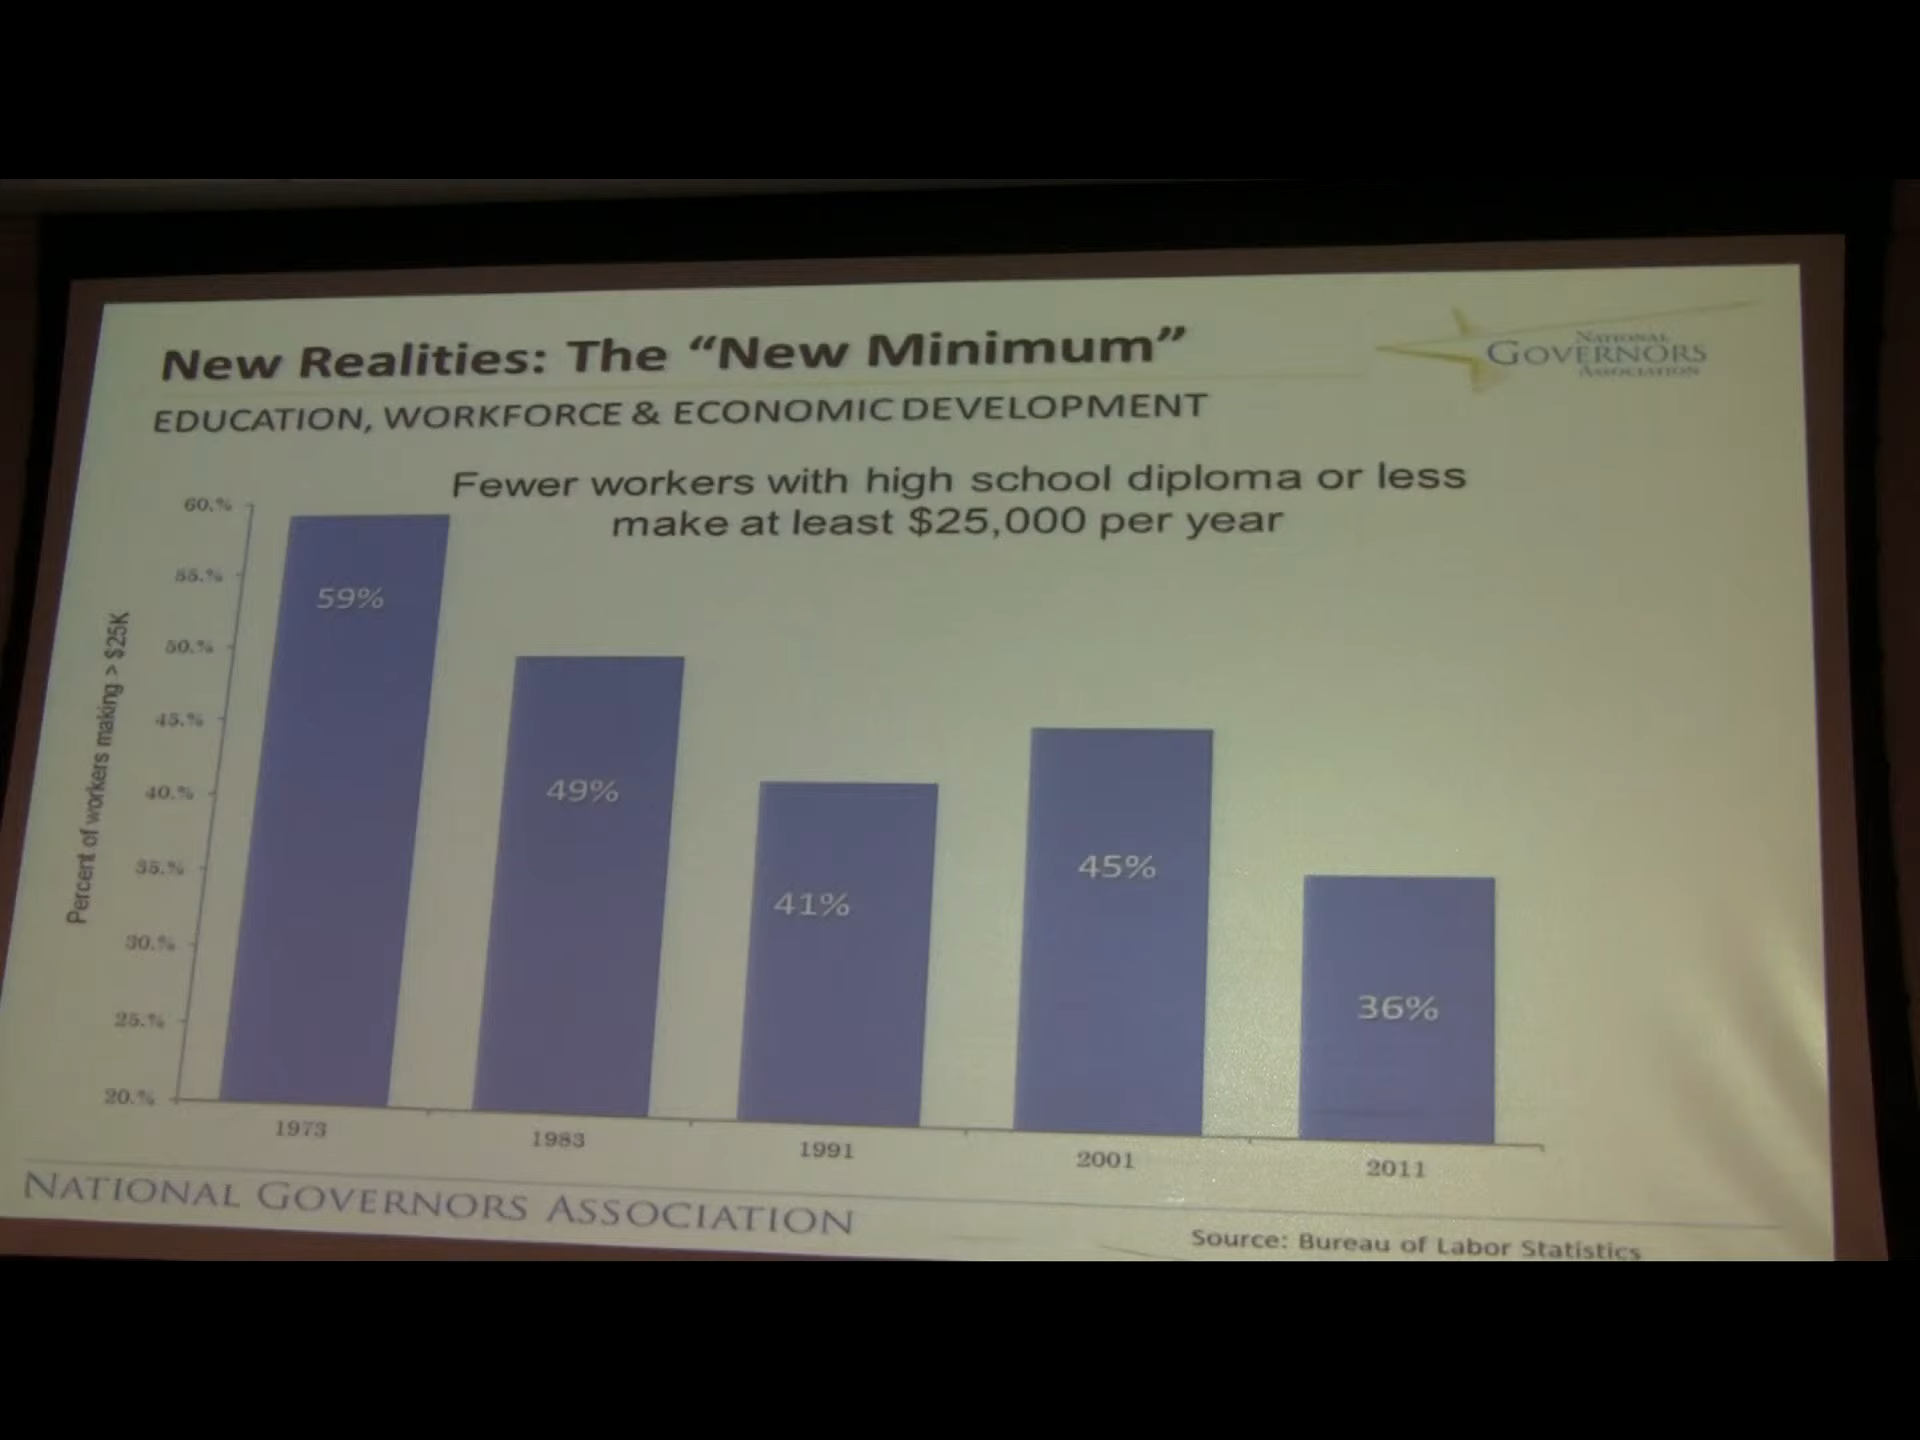 New Realities: The “New Minimum”
NATIONAL
GOVERNORS
ASSOCIATION
EDUCATION, WORKFORCE & ECONOMIC DEVELOPMENT
Fewer workers with high school diploma or less
make at least $25,000 per year
Percent of workers making > $25K
60.%
55.%
50.%
45.%
40.%
35.%
30.%
25.%
20.%
59%
49%
41%
45%
36%
1973
1983
1991
2001
2011
NATIONAL GOVERNORS ASSOCIATION
Source: Bureau of Labor Statistics